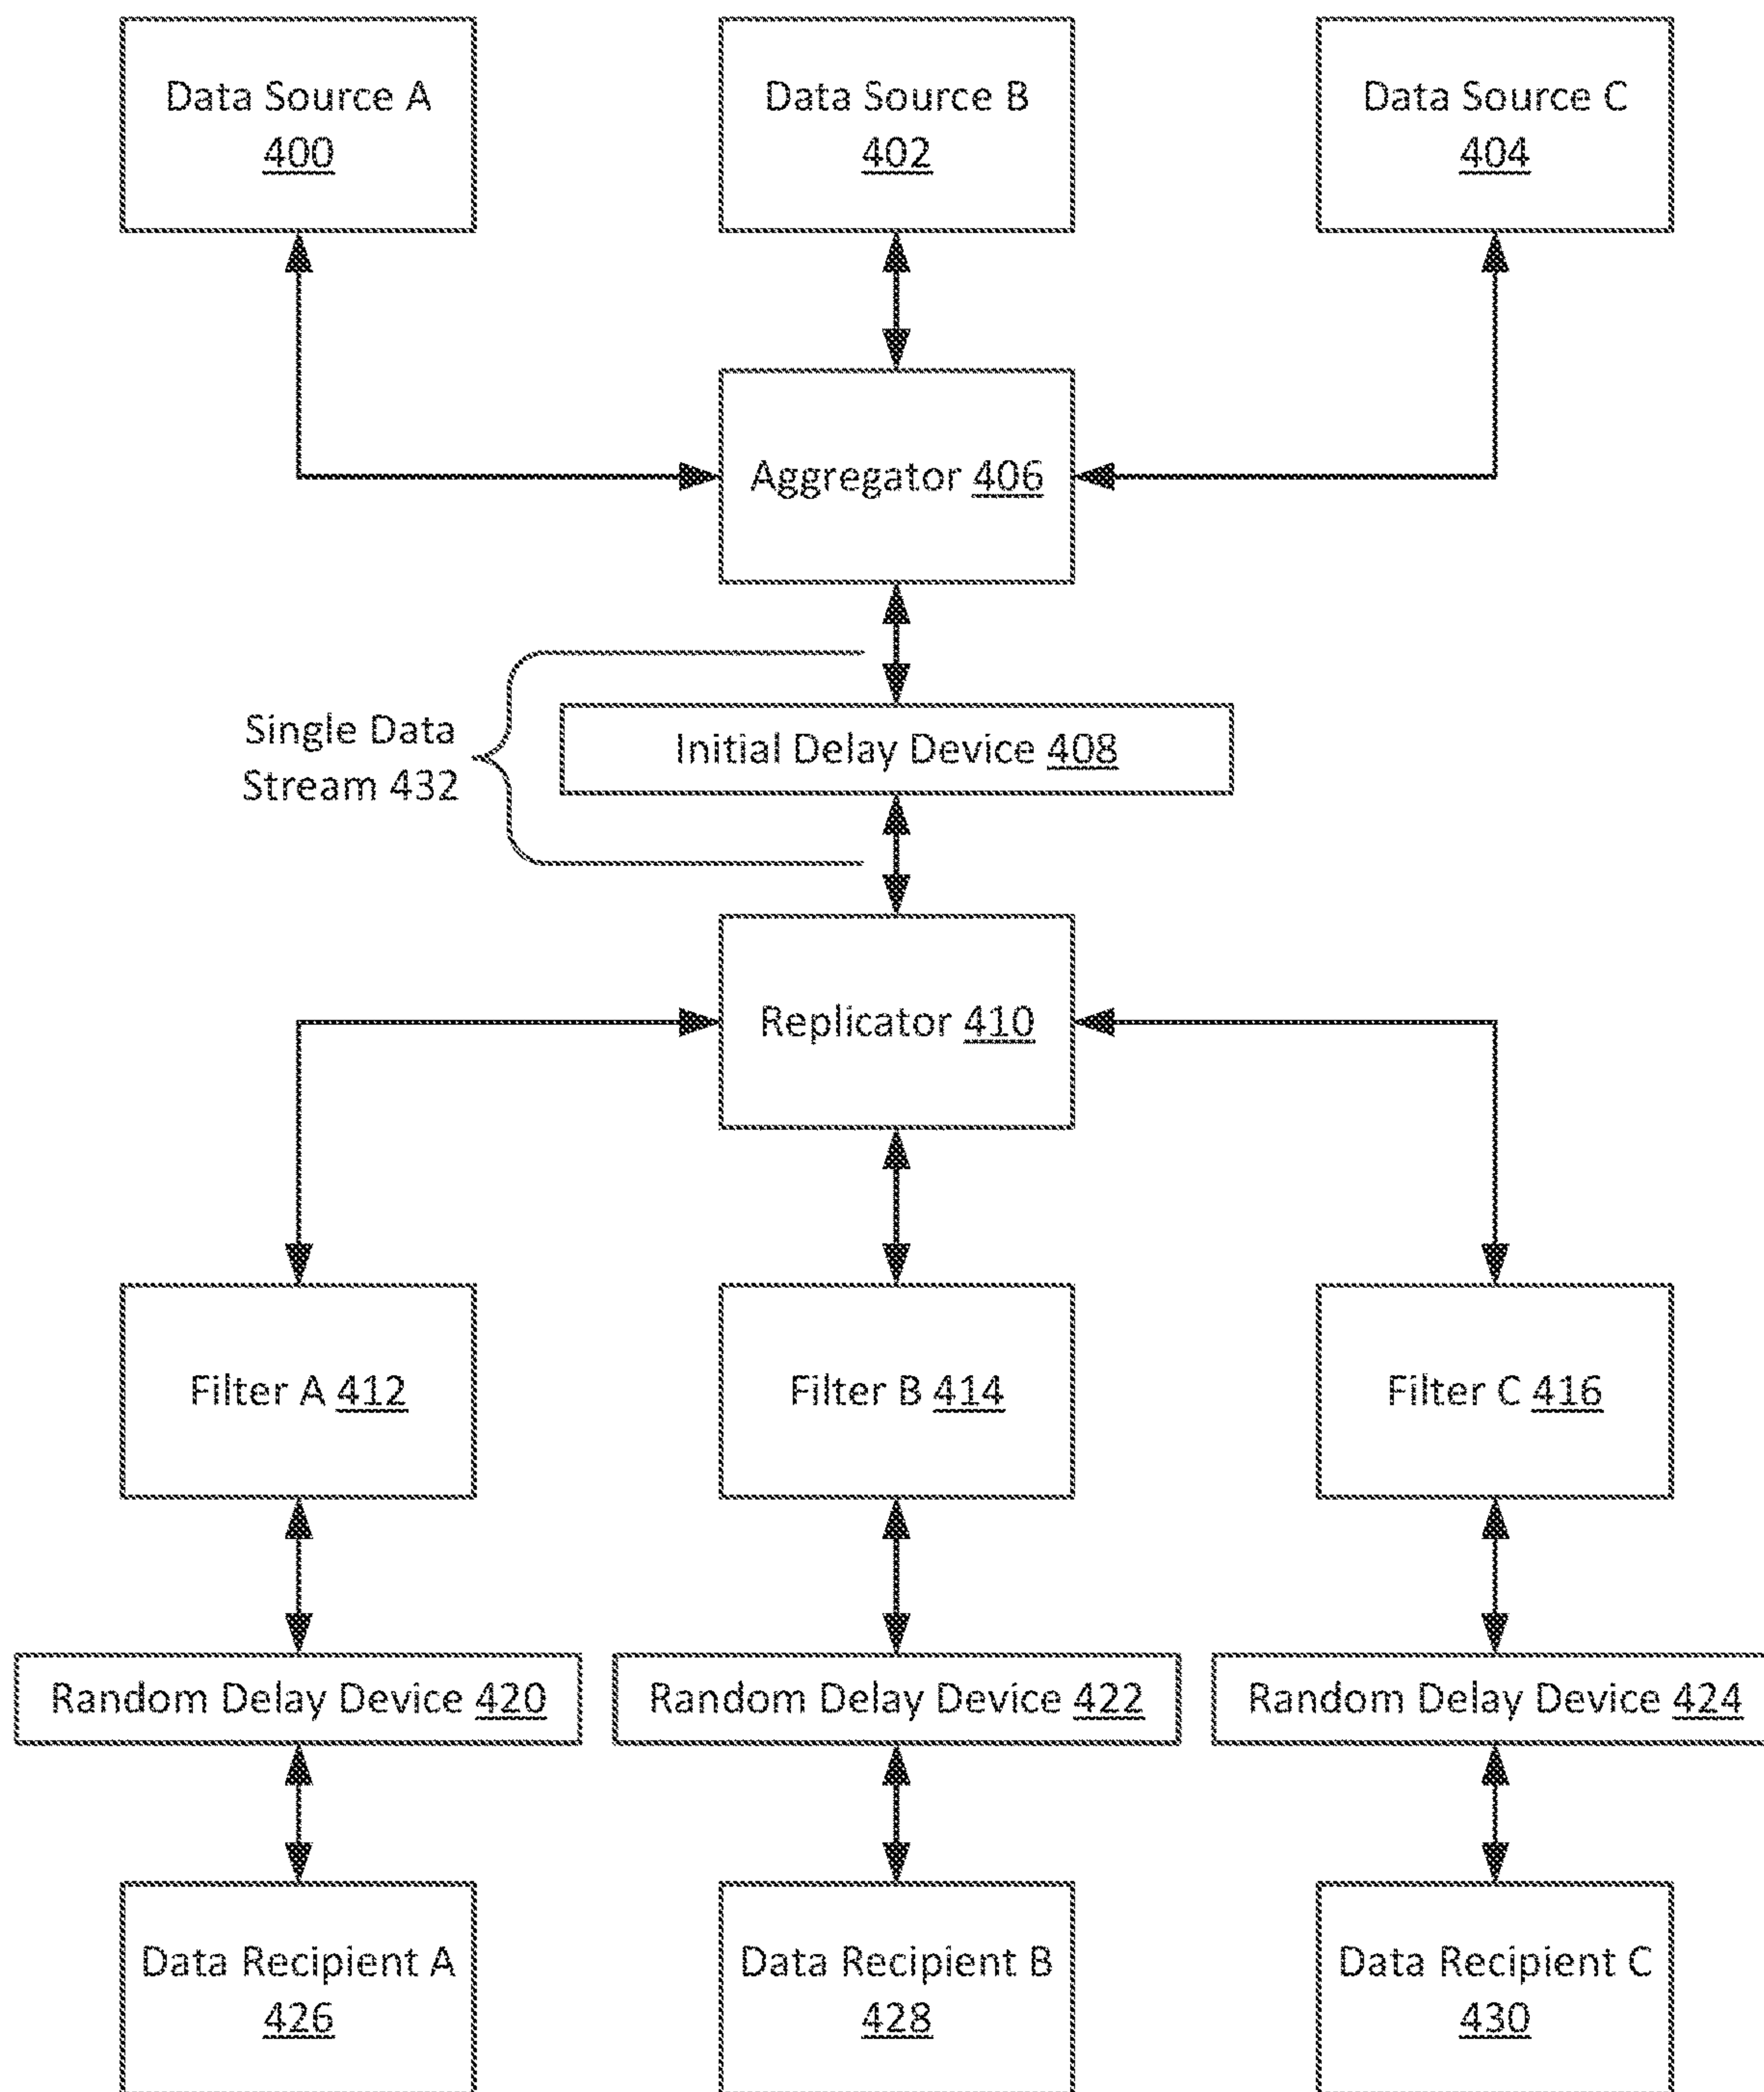 Data Source A
400
Data Source B
402
Data Source C
404
Aggregator 406
Single Data
Stream 432
Initial Delay Device 408
Replicator 410
Filter A 412
Filter B 414
Filter C 416
Random Delay Device 420
Random Delay Device 422
Random Delay Device 424
Data Recipient A
426
Data Recipient B
428
Data Recipient C
430